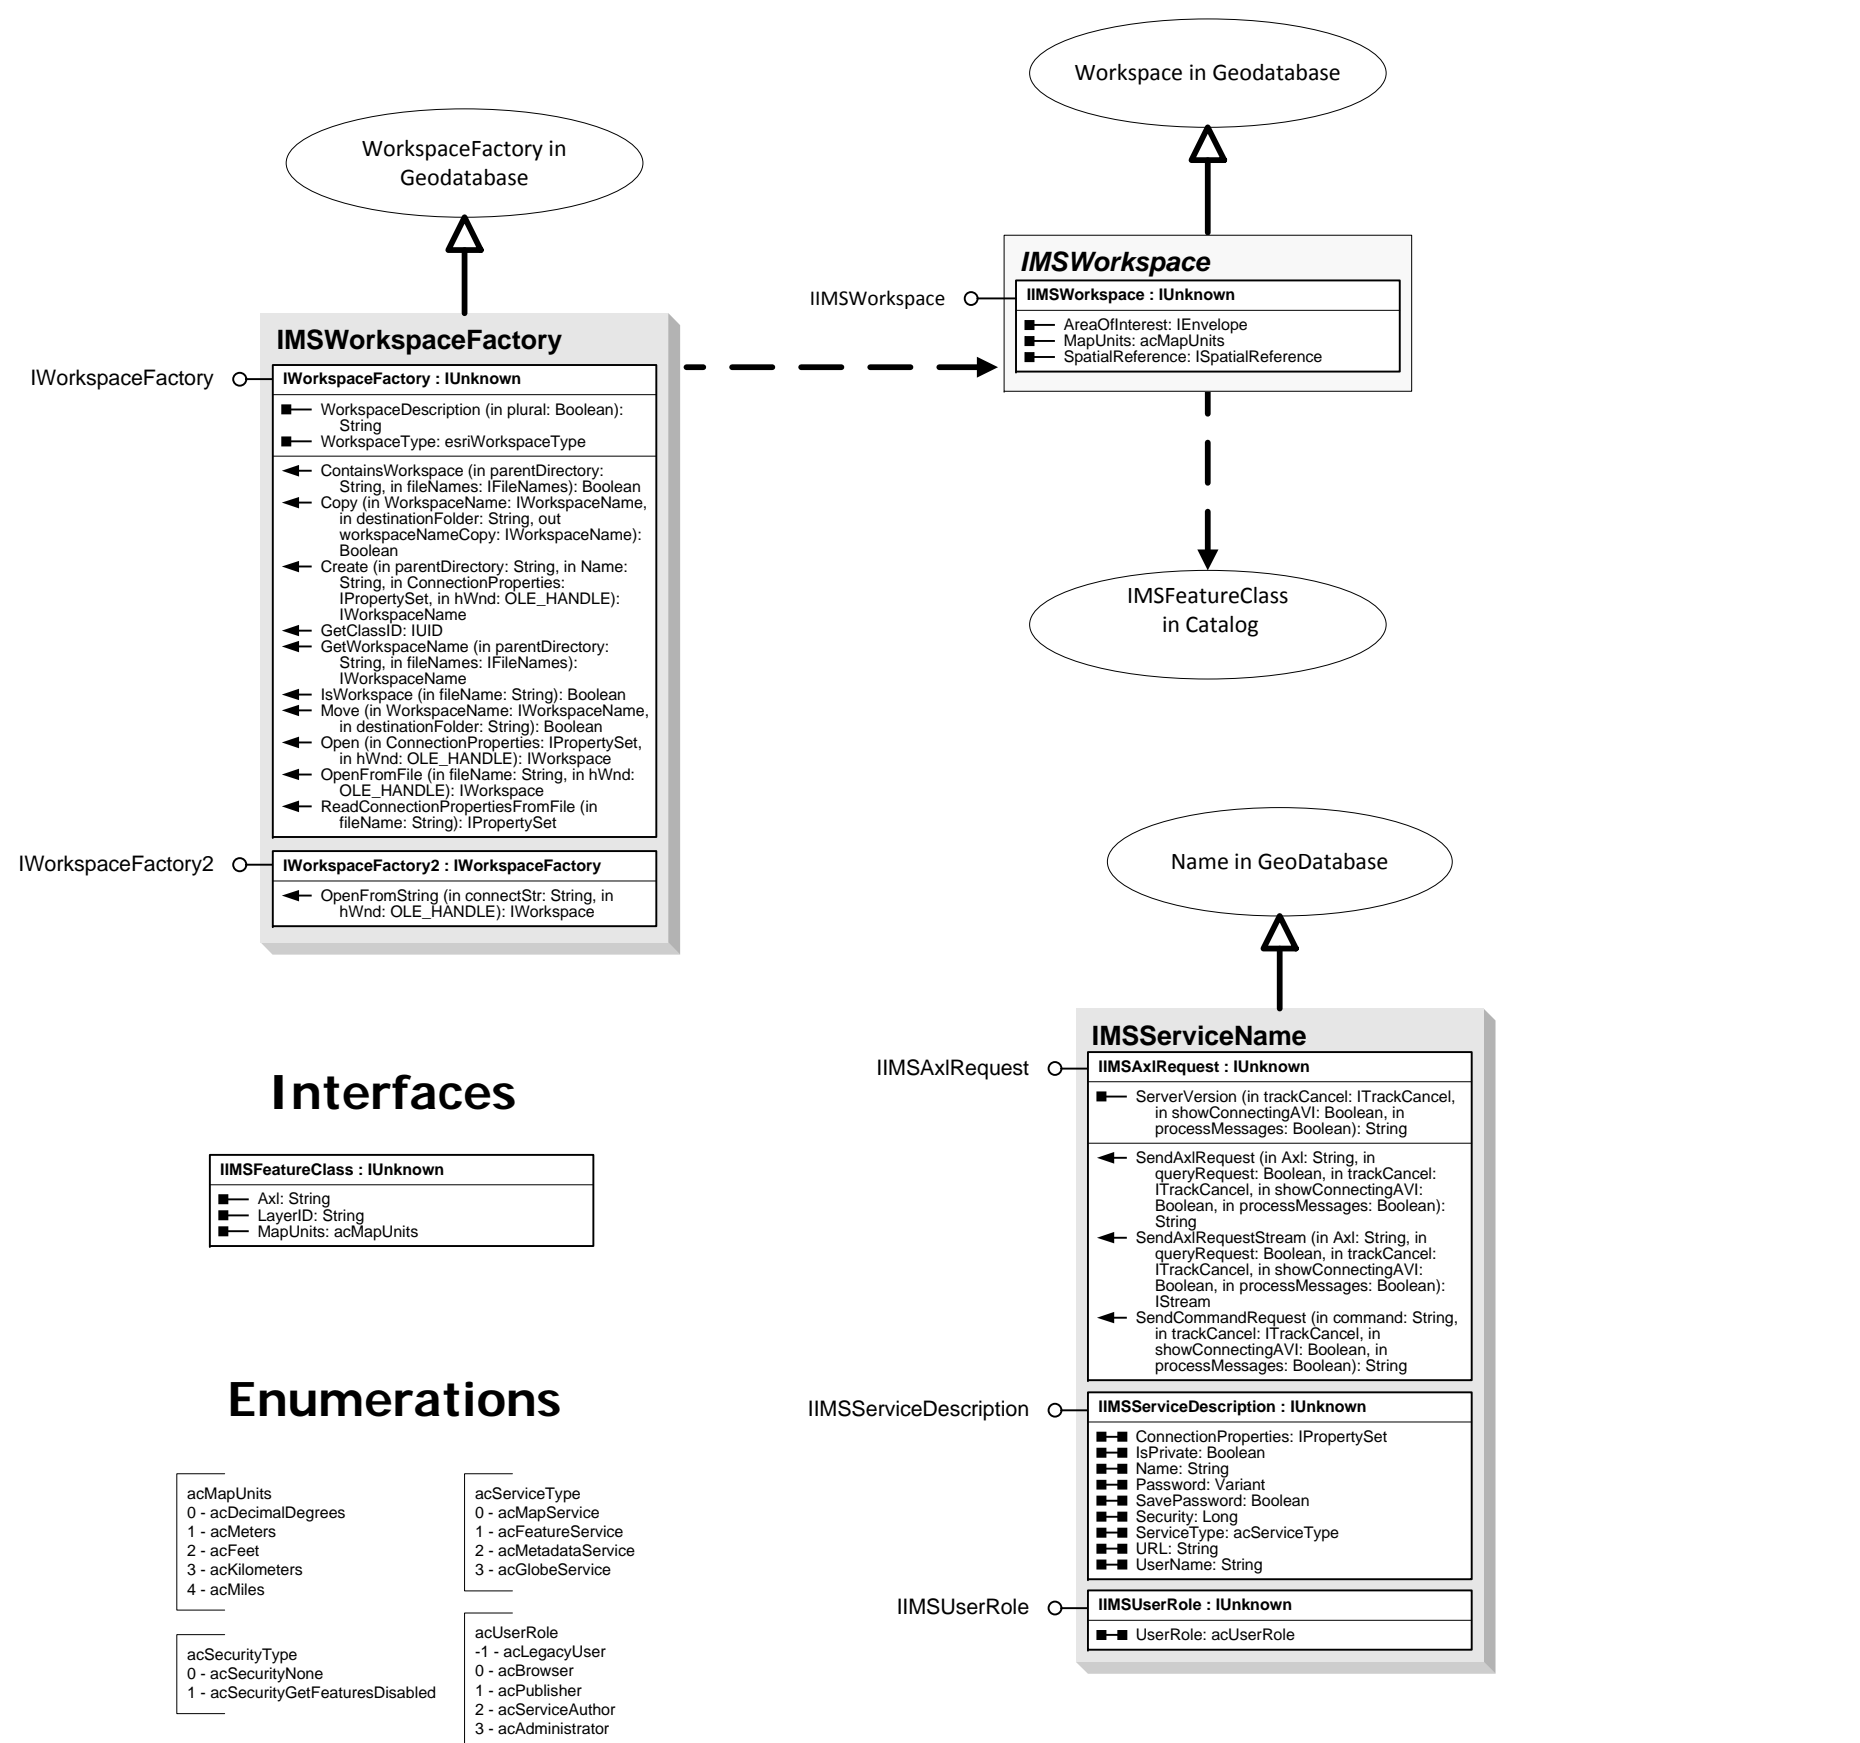 Workspace in Geodatabase
WorkspaceFactory in
Geodatabase
IMSWorkspace
IIMSWorkspace
IIMSWorkspace : IUnknown
AreaOfInterest: IEnvelope
MapUnits: acMapUnits
SpatialReference: ISpatialReference
IMSWorkspaceFactory
IWorkspaceFactory
IWorkspaceFactory : IUnknown
WorkspaceDescription (in plural: Boolean):
String
WorkspaceType: esriWorkspaceType
ContainsWorkspace (in parentDirectory:
String, in fileNames: IFileNames): Boolean
Copy (in WorkspaceName: IWorkspaceName,
in destinationFolder: String, out
workspaceNameCopy: IWorkspaceName):
Boolean
Create (in parentDirectory: String, in Name:
String, in ConnectionProperties:
IPropertySet, in hWnd: OLE_HANDLE):
IWorkspaceName
GetClassID: IUID
GetWorkspaceName (in parentDirectory:
String, in fileNames: IFileNames):
IWorkspaceName
IsWorkspace (in fileName: String): Boolean
Move (in WorkspaceName: IWorkspaceName,
in destinationFolder: String): Boolean
Open (in ConnectionProperties: IPropertySet,
in hWnd: OLE_HANDLE): IWorkspace
OpenFromFile (in fileName: String, in hWnd:
OLE_HANDLE): IWorkspace
ReadConnectionPropertiesFromFile (in
fileName: String): IPropertySet
IWorkspaceFactory2
IWorkspaceFactory2 : IWorkspaceFactory
OpenFromString (in connectStr: String, in
hWnd: OLE_HANDLE): IWorkspace
IMSFeatureClass
in Catalog
Name in GeoDatabase
IMSServiceName
IIMSAxlRequest
IIMSAxlRequest : IUnknown
ServerVersion (in trackCancel: ITrackCancel,
in showConnectingAVI: Boolean, in
processMessages: Boolean): String
SendAxlRequest (in Axl: String, in
queryRequest: Boolean, in trackCancel:
ITrackCancel, in showConnectingAVI:
Boolean, in processMessages: Boolean):
String
SendAxlRequestStream (in Axl: String, in
queryRequest: Boolean, in trackCancel:
ITrackCancel, in showConnectingAVI:
Boolean, in processMessages: Boolean):
IStream
SendCommandRequest (in command: String,
in trackCancel: ITrackCancel, in
showConnectingAVI: Boolean, in
processMessages: Boolean): String
IIMSServiceDescription
IIMSServiceDescription : IUnknown
ConnectionProperties: IPropertySet
IsPrivate: Boolean
Name: String
Password: Variant
SavePassword: Boolean
Security: Long
ServiceType: acServiceType
URL: String
UserName: String
IIMSUserRole
IIMSUserRole : IUnknown
UserRole: acUserRole
Interfaces
IIMSFeatureClass : IUnknown
Axl: String
LayerID: String
MapUnits: acMapUnits
Enumerations
acMapUnits
0 - acDecimalDegrees
1 - acMeters
2 - acFeet
3 - acKilometers
4 - acMiles
acServiceType
0 - acMapService
1 - acFeatureService
2 - acMetadataService
3 - acGlobeService
acSecurityType
0 - acSecurityNone
1 - acSecurityGetFeaturesDisabled
acUserRole
-1 - acLegacyUser
0 - acBrowser
1 - acPublisher
2 - acServiceAuthor
3 - acAdministrator